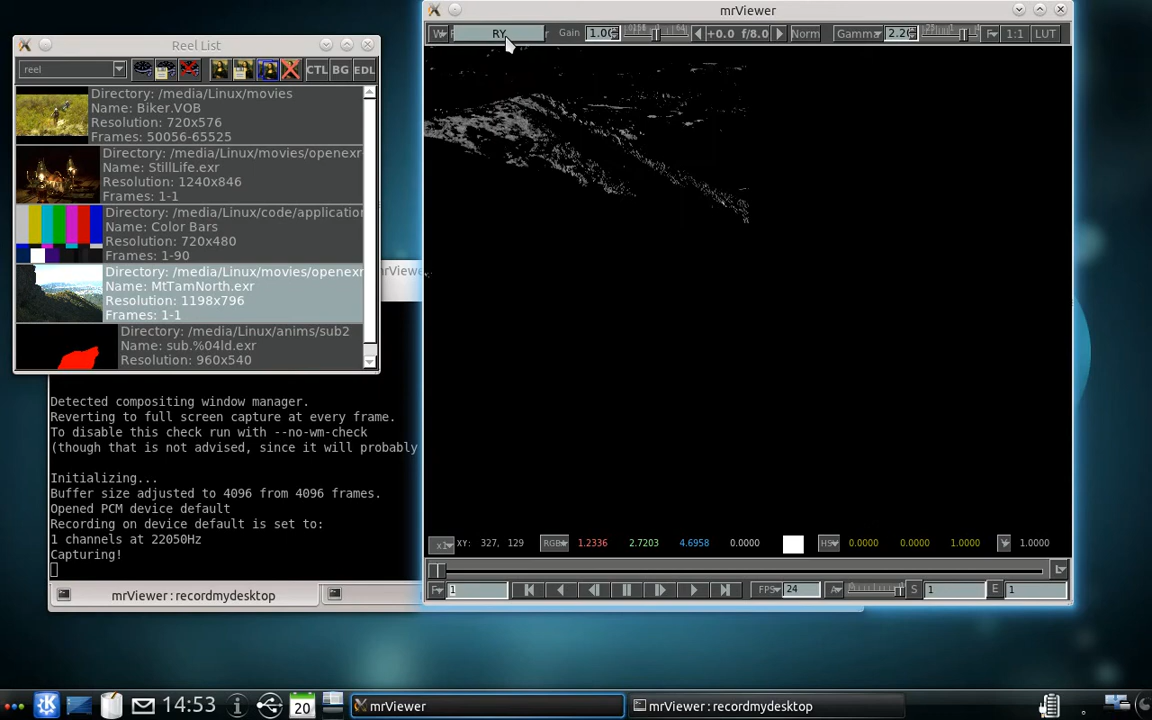 mrViewer
Reel List
RY
Gain
1.0
+0.0 f/8.0
Norm
Gamma
2.2
1:1
LUT
reel
CTL
BG
EDL
Directory: /media/Linux/movies
Name: Biker.VOB
Resolution: 720x576
Frames: 50056-65525
Directory: /media/Linux/movies/openexr
Name: StillLife.exr
Resolution: 1240x846
Frames: 1-1
Directory: /media/Linux/code/application
Name: Color Bars
Resolution: 720x480
Frames: 1-90
Directory: /media/Linux/movies/openexr
Name: MtTamNorth.exr
Resolution: 1198x796
Frames: 1-1
Directory: /media/Linux/anims/sub2
Name: sub.%04ld.exr
Resolution: 960x540
Detected compositing window manager.
Reverting to full screen capture at every frame.
To disable this check run with --no-wm-check
(though that is not advised, since it will probably
Initializing...
Buffer size adjusted to 4096 from 4096 frames.
Opened PCM device default
Recording on device default is set to:
1 channels at 22050Hz
Capturing!
x1
XY: 327, 129
RGB
1.2336
2.7203
4.6958
0.0000
HS
0.0000
0.0000
1.0000
Y
1.0000
F
1
FPS
24
A
S
1
E
1
mrViewer : recordmydesktop
14:53
20
mrViewer
mrViewer : recordmydesktop